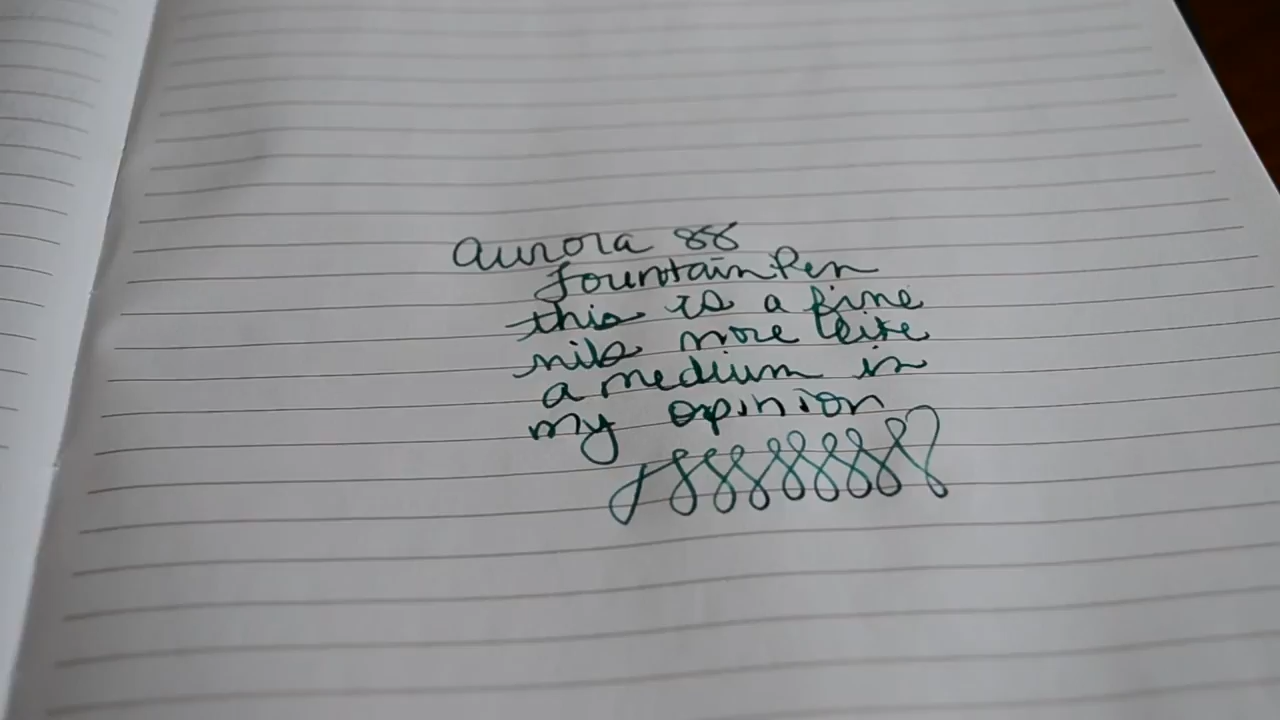 aurora 88
fountain Pen
this is a fine
nib more like
a medium in
my opinion